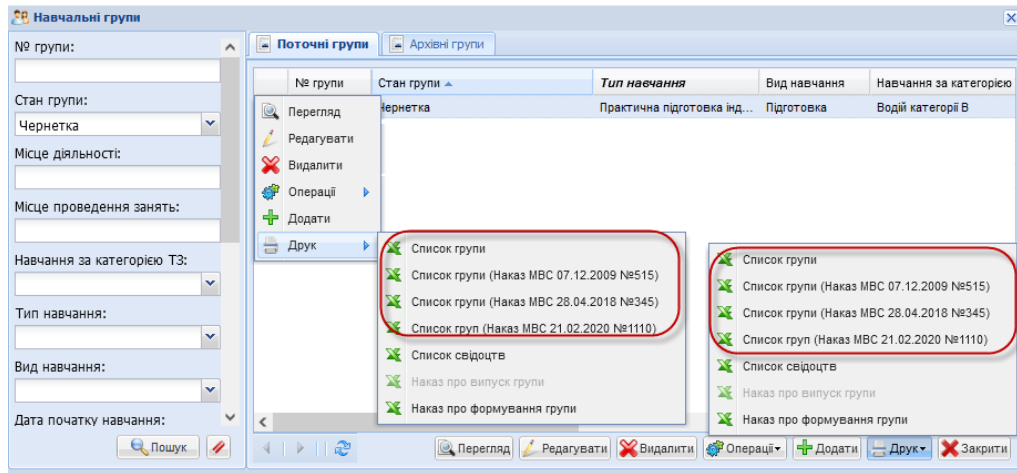 Навчальні групи
№ групи:
Стан групи:
Чернетка
Місце діяльності:
Місце проведення занять:
Навчання за категорією ТЗ:
Тип навчання:
Вид навчання:
Дата початку навчання:
Пошук
Поточні групи Архівні групи
№ групи Стан групи Тип навчання Вид навчання Навчання за категорією
Чернетка Практична підготовка інд... Підготовка Водій категорії В
Перегляд
Редагувати
Видалити
Операції
Додати
Друк
Список групи
Список групи (Наказ МВС 07.12.2009 №515)
Список групи (Наказ МВС 28.04.2018 №345)
Список груп (Наказ МВС 21.02.2020 №1110)
Список свідоцтв
Наказ про випуск групи
Наказ про формування групи
Список групи
Список групи (Наказ МВС 07.12.2009 №515)
Список групи (Наказ МВС 28.04.2018 №345)
Список груп (Наказ МВС 21.02.2020 №1110)
Список свідоцтв
Наказ про випуск групи
Наказ про формування групи
Перегляд Редагувати Видалити Операції Додати Друк Закрити